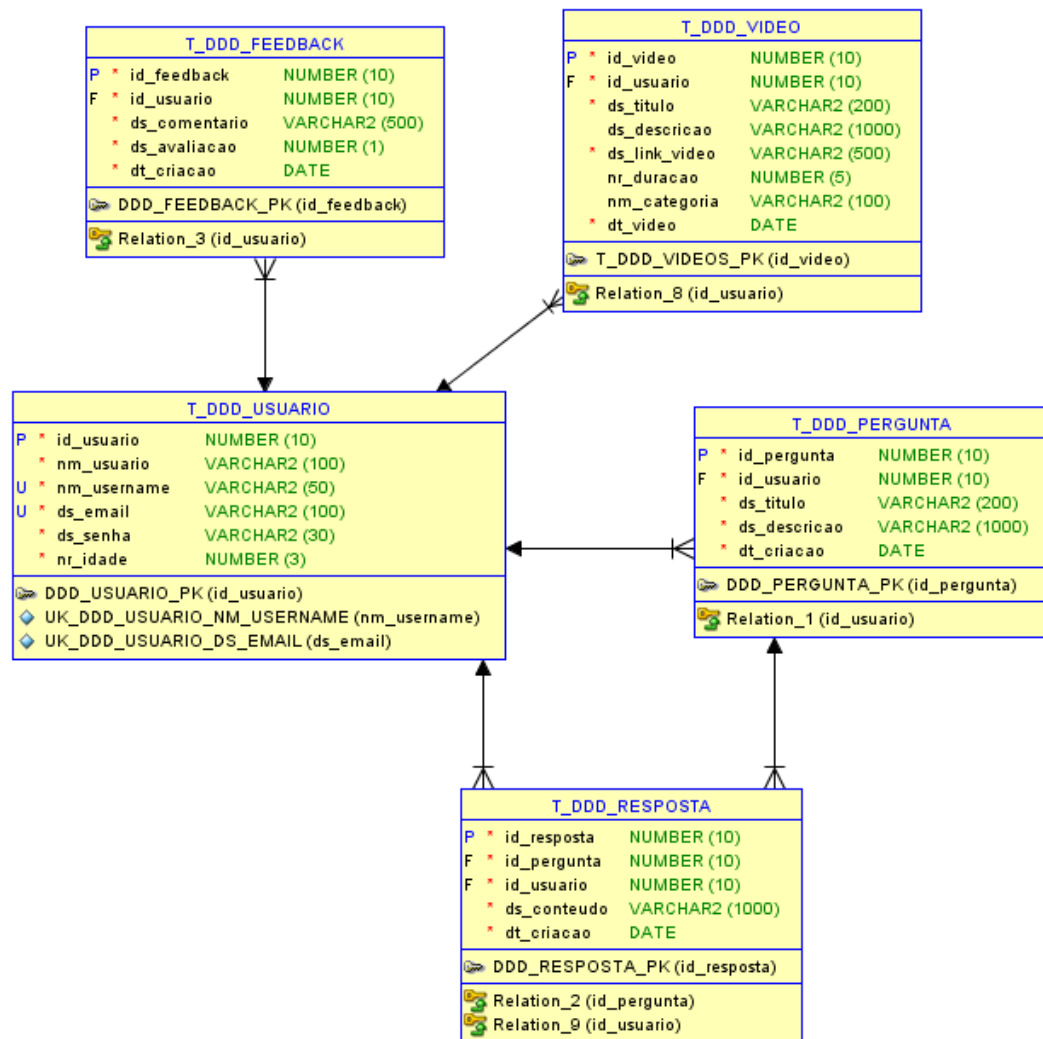 T_DDD_FEEDBACK
P * id_feedback NUMBER (10)
F * id_usuario NUMBER (10)
* ds_comentario VARCHAR2 (500)
* ds_avaliacao NUMBER (1)
* dt_criacao DATE
DDD_FEEDBACK_PK (id_feedback)
Relation_3 (id_usuario)
T_DDD_VIDEO
P * id_video NUMBER (10)
F * id_usuario NUMBER (10)
* ds_titulo VARCHAR2 (200)
ds_descricao VARCHAR2 (1000)
* ds_link_video VARCHAR2 (500)
nr_duracao NUMBER (5)
nm_categoria VARCHAR2 (100)
* dt_video DATE
T_DDD_VIDEOS_PK (id_video)
Relation_8 (id_usuario)
T_DDD_USUARIO
P * id_usuario NUMBER (10)
* nm_usuario VARCHAR2 (100)
U * nm_username VARCHAR2 (50)
U * ds_email VARCHAR2 (100)
* ds_senha VARCHAR2 (30)
* nr_idade NUMBER (3)
DDD_USUARIO_PK (id_usuario)
UK_DDD_USUARIO_NM_USERNAME (nm_username)
UK_DDD_USUARIO_DS_EMAIL (ds_email)
T_DDD_PERGUNTA
P * id_pergunta NUMBER (10)
F * id_usuario NUMBER (10)
* ds_titulo VARCHAR2 (200)
* ds_descricao VARCHAR2 (1000)
* dt_criacao DATE
DDD_PERGUNTA_PK (id_pergunta)
Relation_1 (id_usuario)
T_DDD_RESPOSTA
P * id_resposta NUMBER (10)
F * id_pergunta NUMBER (10)
F * id_usuario NUMBER (10)
* ds_conteudo VARCHAR2 (1000)
* dt_criacao DATE
DDD_RESPOSTA_PK (id_resposta)
Relation_2 (id_pergunta)
Relation_9 (id_usuario)